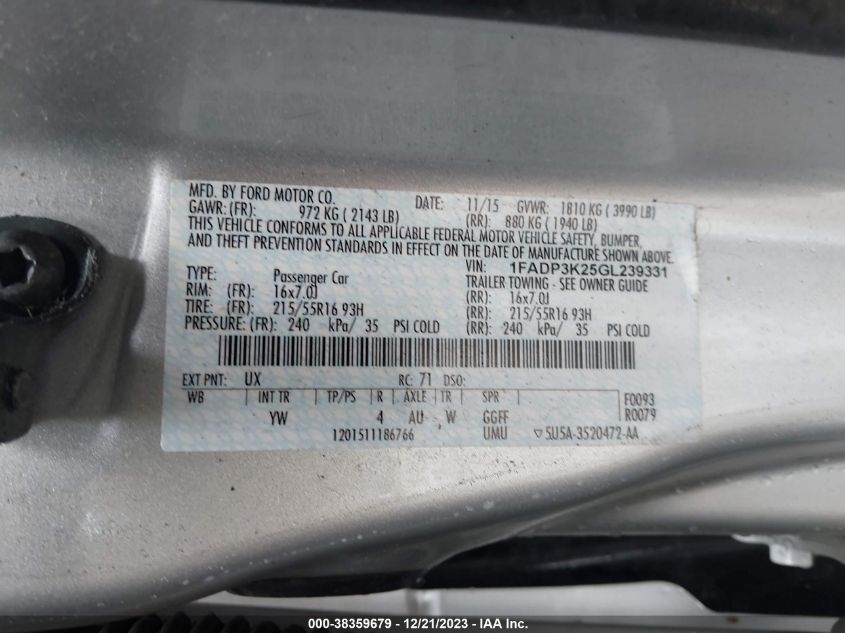 MFD. BY FORD MOTOR CO. DATE: 11/15 GVWR: 1810 KG ( 3990 LB)
GAWR: (FR): 972 KG ( 2143 LB) (RR): 880 KG ( 1940 LB)
THIS VEHICLE CONFORMS TO ALL APPLICABLE FEDERAL MOTOR VEHICLE SAFETY, BUMPER,
AND THEFT PREVENTION STANDARDS IN EFFECT ON THE DATE OF MANUFACTURE SHOWN ABOVE.
VIN: 1FADP3K25GL239331
TYPE: Passenger Car TRAILER TOWING - SEE OWNER GUIDE
RIM: (FR): 16x7.0J (RR): 16x7.0J
TIRE: (FR): 215/55R16 93H (RR): 215/55R16 93H
PRESSURE: (FR): 240 kPa/ 35 PSI COLD (RR): 240 kPa/ 35 PSI COLD
EXT PNT: UX RC: 71 DSO:
WB INT TR TP/PS R AXLE TR SPR F0093
YW 4 AU W GGFF R0079
1201511186766 UMU ▽5U5A-3520472-AA
000-38359679 - 12/21/2023 - IAA Inc.